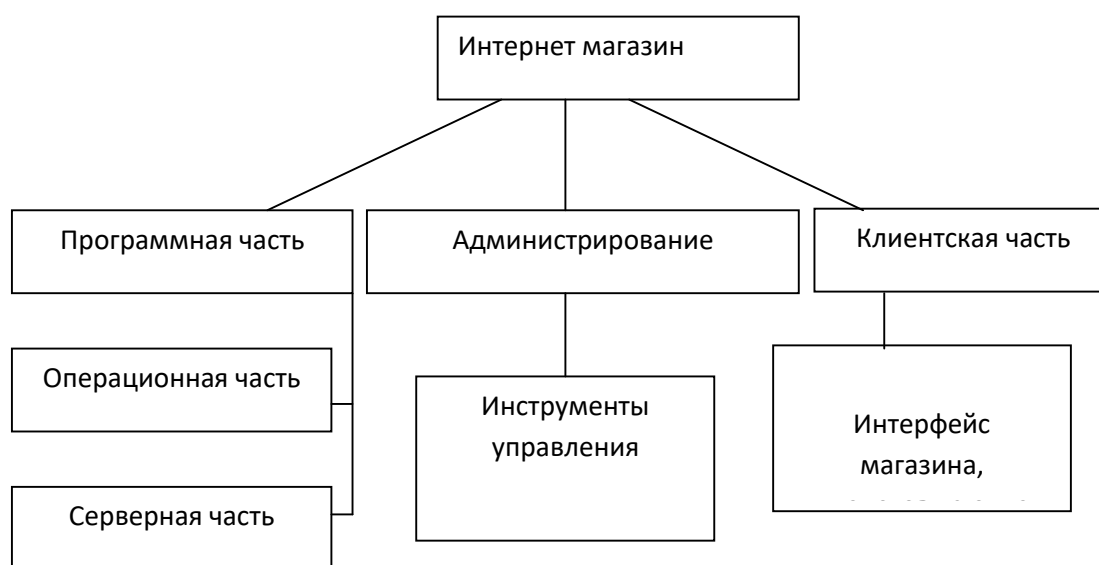 Интернет магазин
Программная часть
Администрирование
Клиентская часть
Операционная часть
Инструменты
управления
Интерфейс
магазина,
Серверная часть